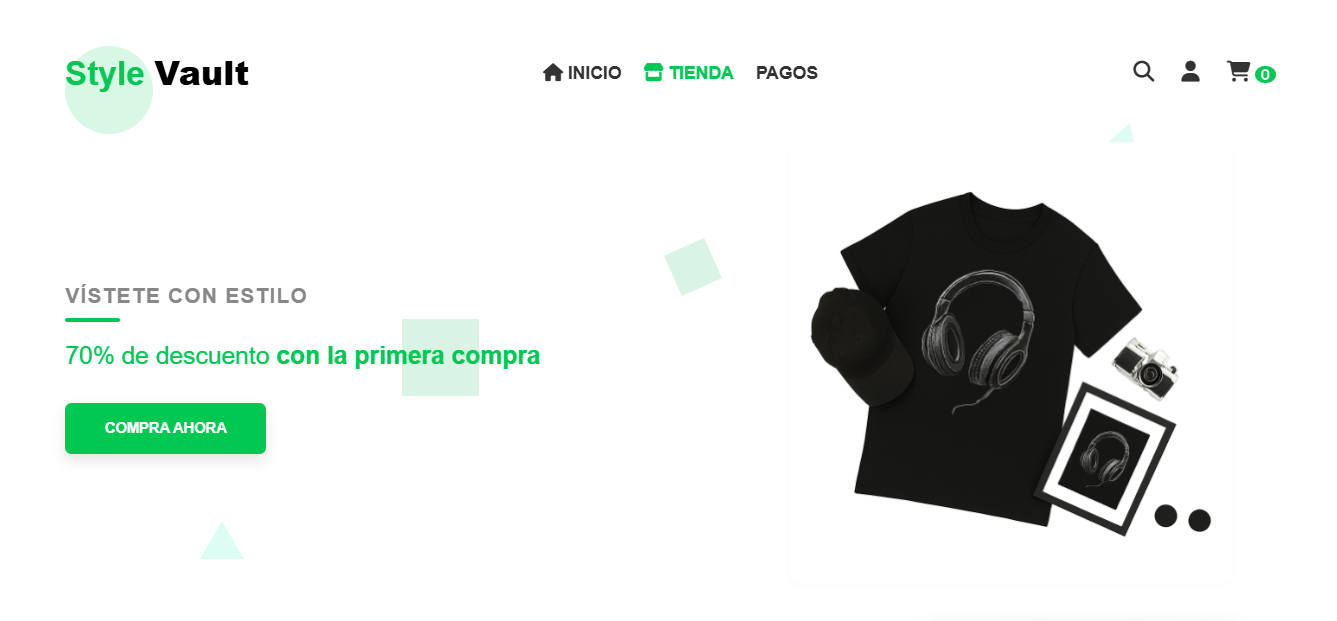 Style Vault
INICIO TIENDA PAGOS
0
VÍSTETE CON ESTILO
70% de descuento con la primera compra
COMPRA AHORA